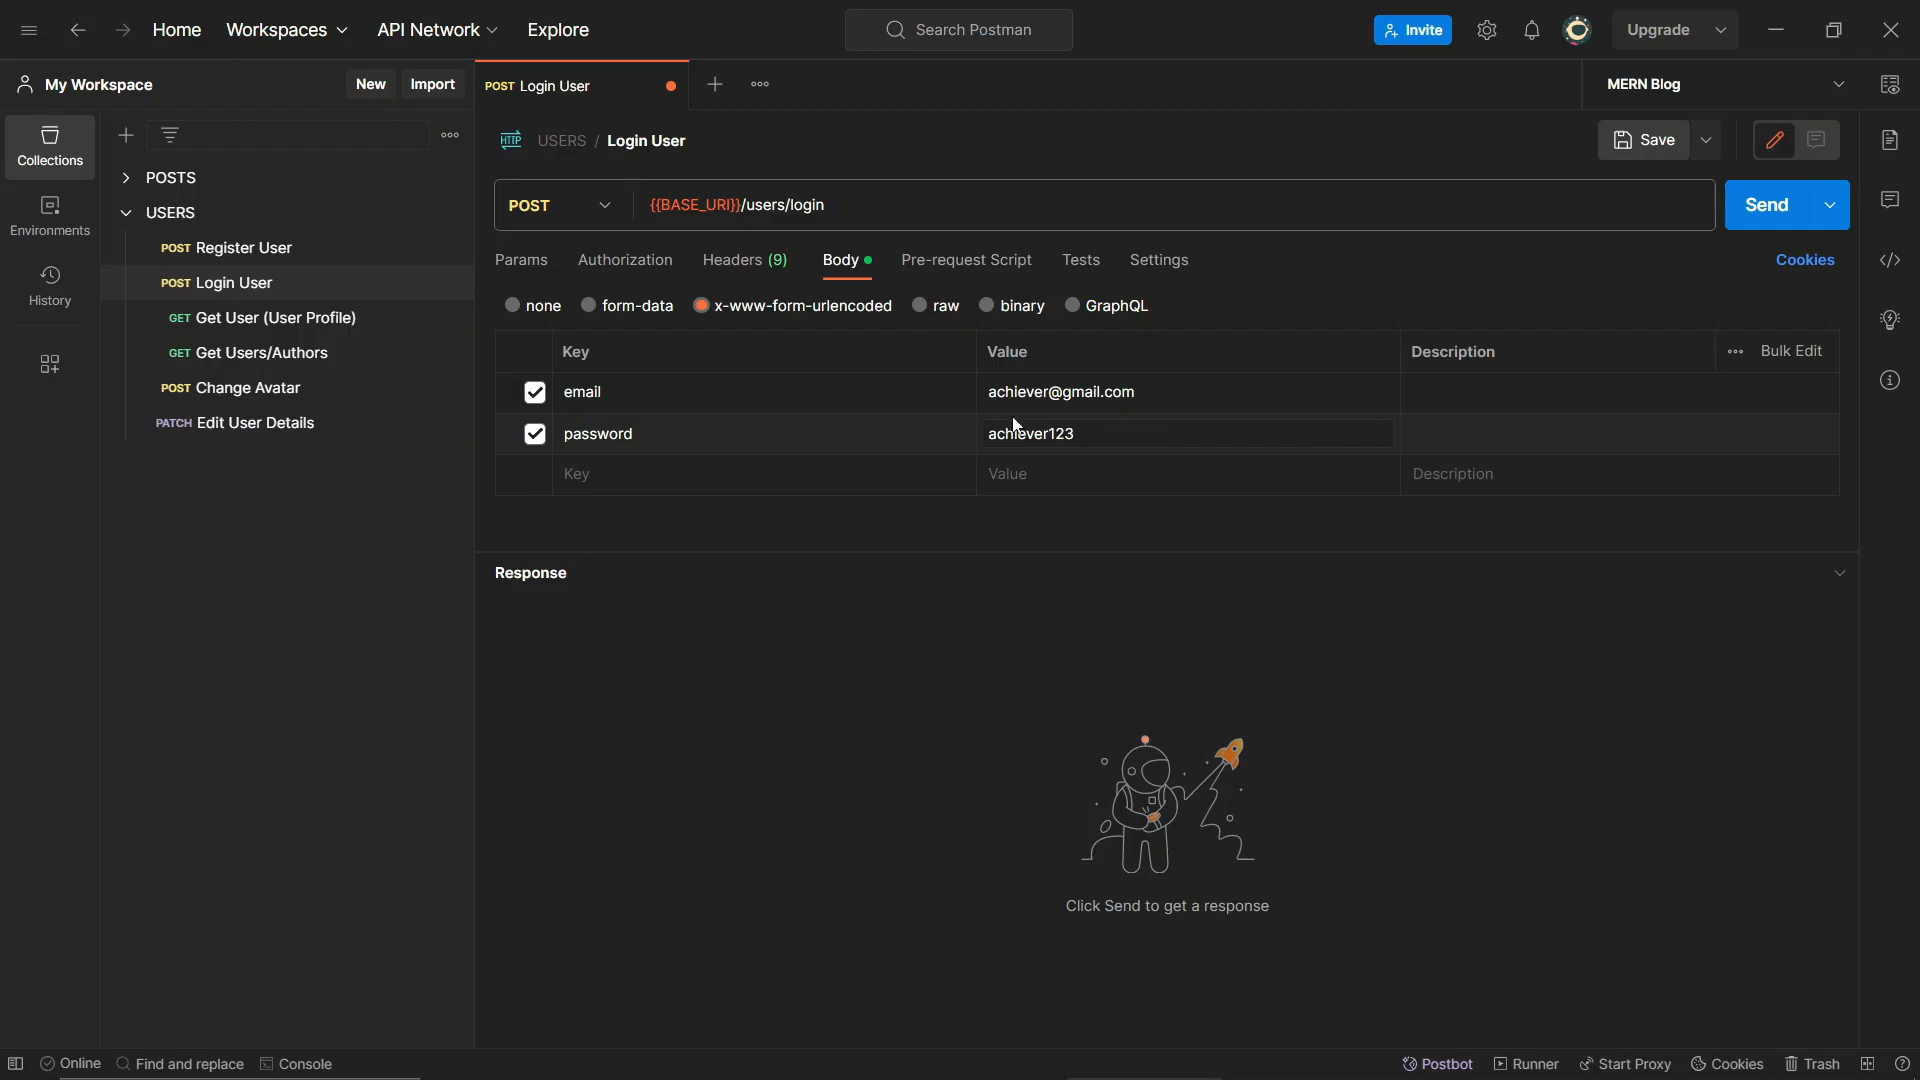 Home Workspaces API Network Explore Search Postman Invite Upgrade
My Workspace New Import POST Login User MERN Blog
Collections
Environments
History
POSTS
USERS
POST Register User
POST Login User
GET Get User (User Profile)
GET Get Users/Authors
POST Change Avatar
PATCH Edit User Details
HTTP USERS / Login User Save
POST {{BASE_URI}}/users/login Send
Params Authorization Headers (9) Body Pre-request Script Tests Settings Cookies
none form-data x-www-form-urlencoded raw binary GraphQL
Key Value Description Bulk Edit
email achiever@gmail.com
password achiever123
Key Value Description
Response
Click Send to get a response
Online Find and replace Console Postbot Runner Start Proxy Cookies Trash